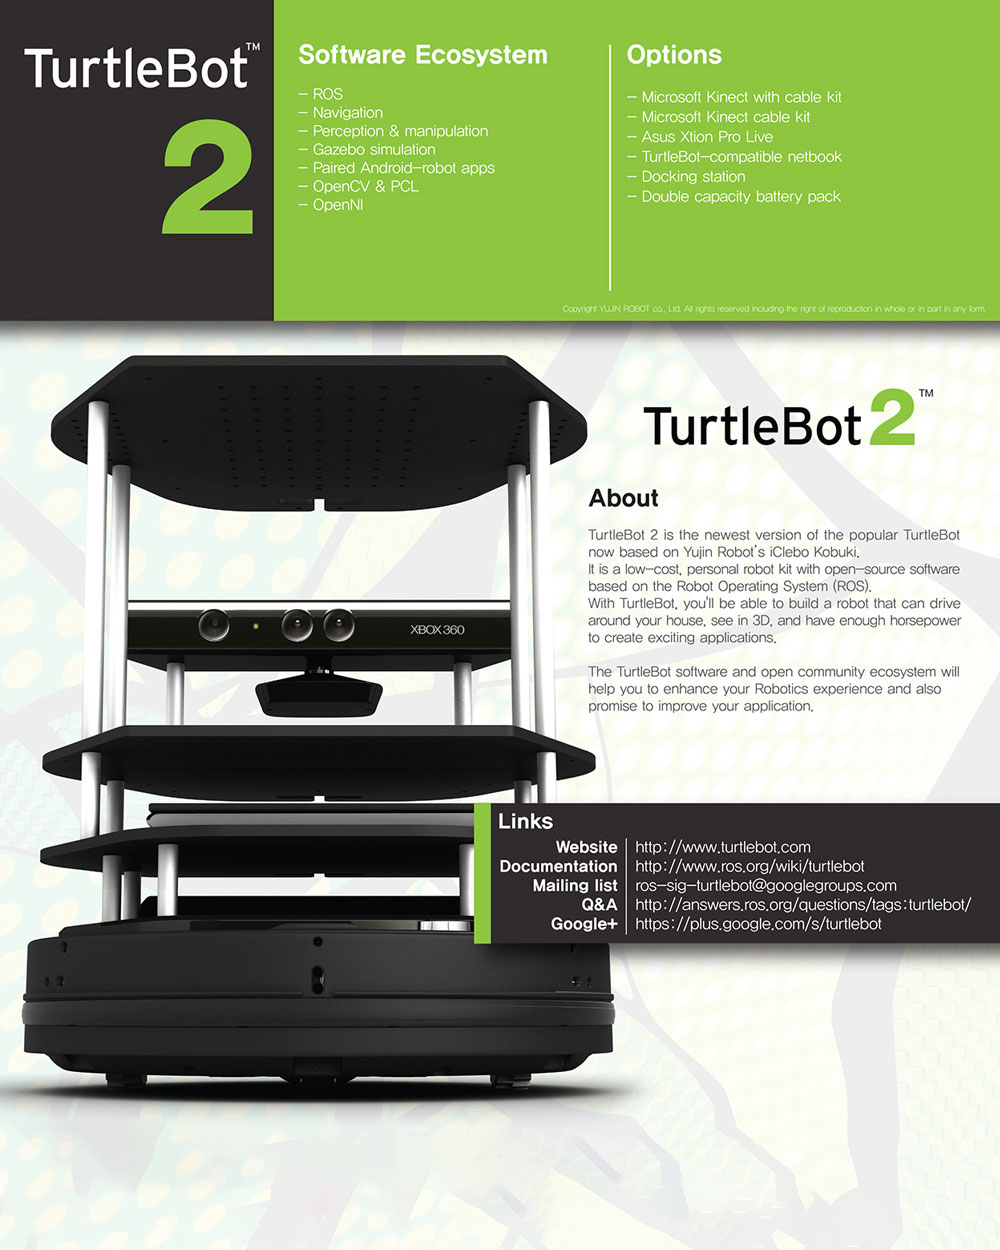 TurtleBot™
2
Software Ecosystem
– ROS
– Navigation
– Perception & manipulation
– Gazebo simulation
– Paired Android–robot apps
– OpenCV & PCL
– OpenNI
Options
– Microsoft Kinect with cable kit
– Microsoft Kinect cable kit
– Asus Xtion Pro Live
– TurtleBot–compatible netbook
– Docking station
– Double capacity battery pack
Copyright YUJIN ROBOT co., Ltd. All rights reserved including the right of reproduction in whole or in part in any form.
TurtleBot 2™
About
TurtleBot 2 is the newest version of the popular TurtleBot
now based on Yujin Robot's iClebo Kobuki.
It is a low–cost, personal robot kit with open–source software
based on the Robot Operating System (ROS).
With TurtleBot, you'll be able to build a robot that can drive
around your house, see in 3D, and have enough horsepower
to create exciting applications.
The TurtleBot software and open community ecosystem will
help you to enhance your Robotics experience and also
promise to improve your application.
XBOX 360
Links
Website http://www.turtlebot.com
Documentation http://www.ros.org/wiki/turtlebot
Mailing list ros–sig–turtlebot@googlegroups.com
Q&A http://answers.ros.org/questions/tags:turtlebot/
Google+ https://plus.google.com/s/turtlebot